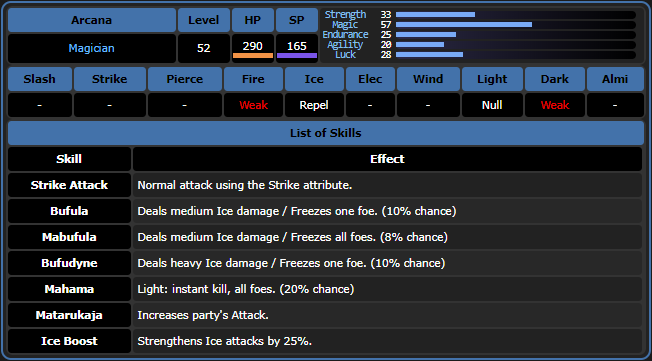 Arcana Level HP SP
Magician 52 290 165
Strength 33
Magic 57
Endurance 25
Agility 20
Luck 28
Slash Strike Pierce Fire Ice Elec Wind Light Dark Almi
- - - Weak Repel - - Null Weak -
List of Skills
Skill Effect
Strike Attack Normal attack using the Strike attribute.
Bufula Deals medium Ice damage / Freezes one foe. (10% chance)
Mabufula Deals medium Ice damage / Freezes all foes. (8% chance)
Bufudyne Deals heavy Ice damage / Freezes one foe. (10% chance)
Mahama Light: instant kill, all foes. (20% chance)
Matarukaja Increases party's Attack.
Ice Boost Strengthens Ice attacks by 25%.